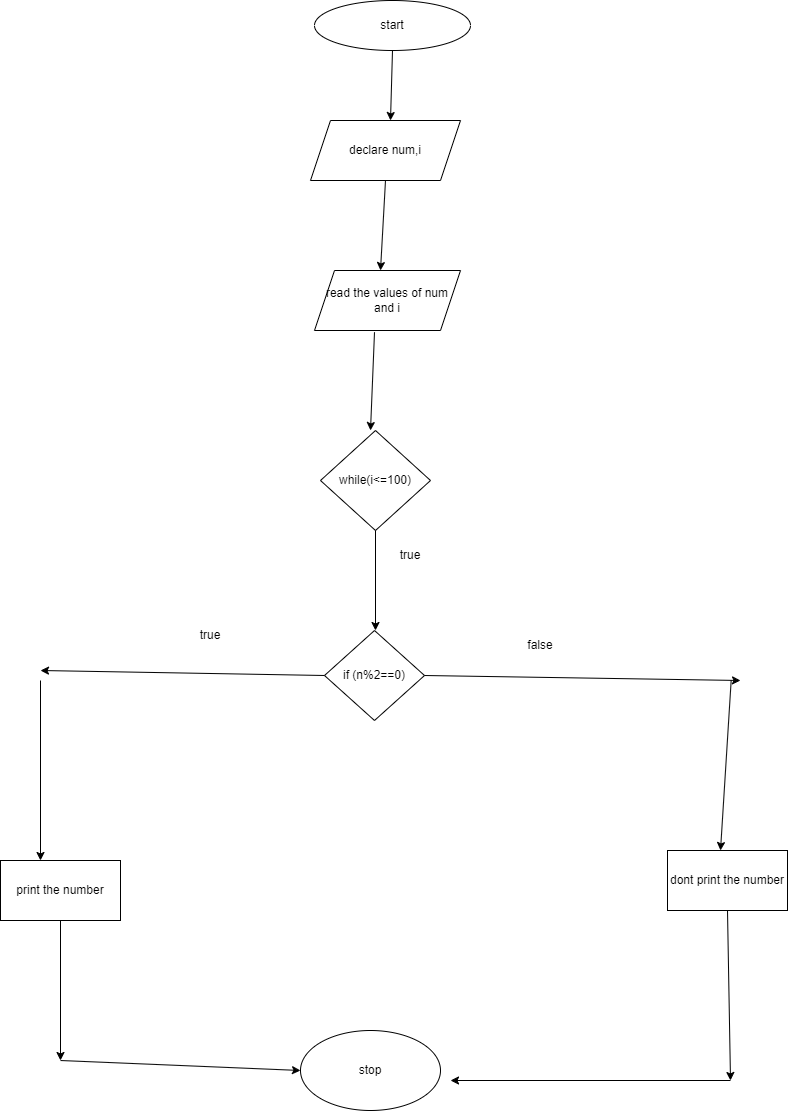 start
declare num,i
read the values of num
and i
while(i<=100)
true
true
false
if (n%2==0)
print the number
dont print the number
stop